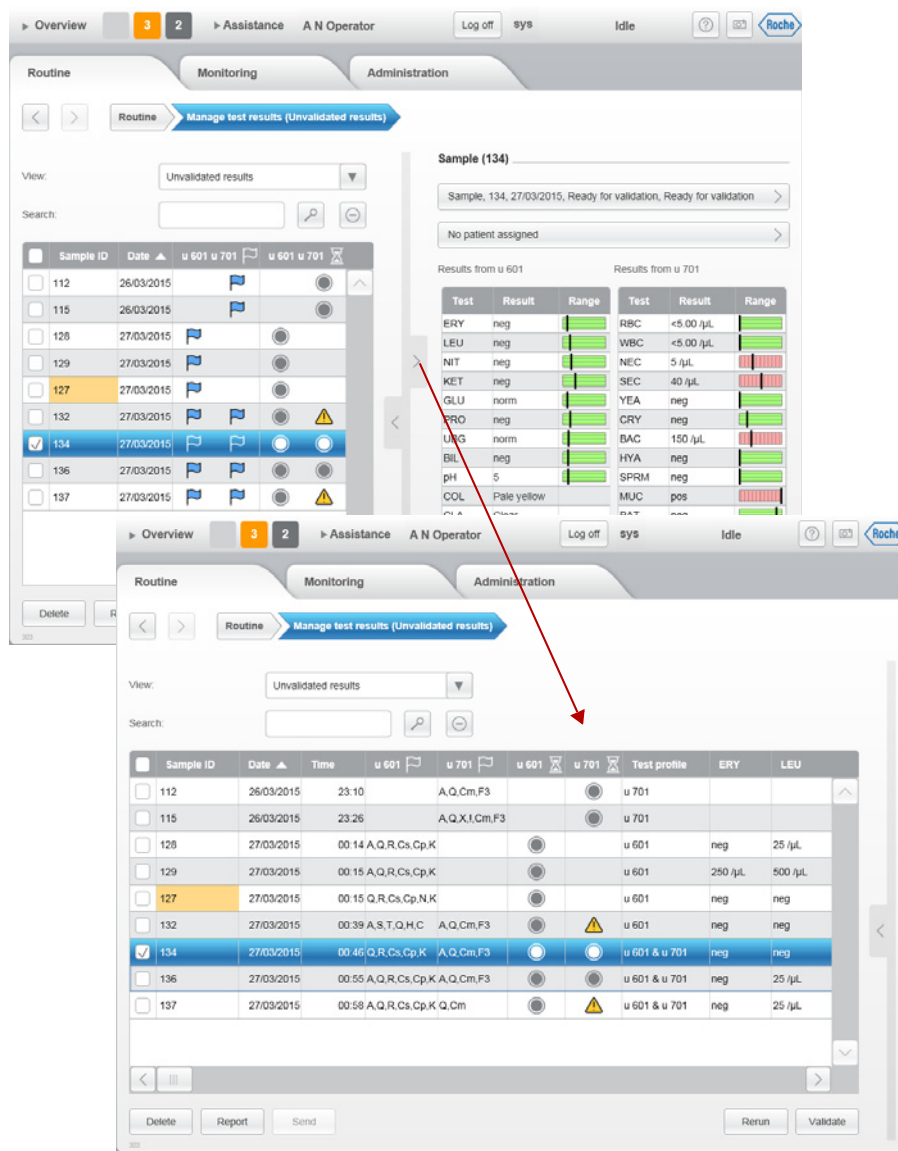 Overview 3 2 Assistance A N Operator Log off sys Idle ? Roche
Routine Monitoring Administration
Routine Manage test results (Unvalidated results)
View: Unvalidated results
Search:
Sample ID Date u 601 u 701 u 601 u 701
112 26/03/2015
115 26/03/2015
128 27/03/2015
129 27/03/2015
127 27/03/2015
132 27/03/2015
134 27/03/2015
136 27/03/2015
137 27/03/2015
Delete R
Sample (134)
Sample, 134, 27/03/2015, Ready for validation, Ready for validation
No patient assigned
Results from u 601 Results from u 701
Test Result Range Test Result Range
ERY neg RBC <5.00 /µL
LEU neg WBC <5.00 /µL
NIT neg NEC 5 /µL
KET neg SEC 40 /µL
GLU norm YEA neg
PRO neg CRY neg
UBG norm BAC 150 /µL
BIL neg HYA neg
pH 5 SPRM neg
COL Pale yellow MUC pos
Overview 3 2 Assistance A N Operator Log off sys Idle ? Roche
Routine Monitoring Administration
Routine Manage test results (Unvalidated results)
View: Unvalidated results
Search:
Sample ID Date Time u 601 u 701 u 601 u 701 Test profile ERY LEU
112 26/03/2015 23:10 A,Q,Cm,F3 u 701
115 26/03/2015 23:26 A,Q,X,!,Cm,F3 u 701
128 27/03/2015 00:14 A,Q,R,Cs,Cp,K u 601 neg 25 /µL
129 27/03/2015 00:15 A,Q,R,Cs,Cp,K u 601 250 /µL 500 /µL
127 27/03/2015 00:15 Q,R,Cs,Cp,N,K u 601 neg neg
132 27/03/2015 00:39 A,S,T,Q,H,C A,Q,Cm,F3 u 601 neg neg
134 27/03/2015 00:46 Q,R,Cs,Cp,K A,Q,Cm,F3 u 601 & u 701 neg neg
136 27/03/2015 00:55 A,Q,R,Cs,Cp,K A,Q,Cm,F3 u 601 & u 701 neg 25 /µL
137 27/03/2015 00:58 A,Q,R,Cs,Cp,K Q,Cm u 601 & u 701 neg 25 /µL
Delete Report Send Rerun Validate